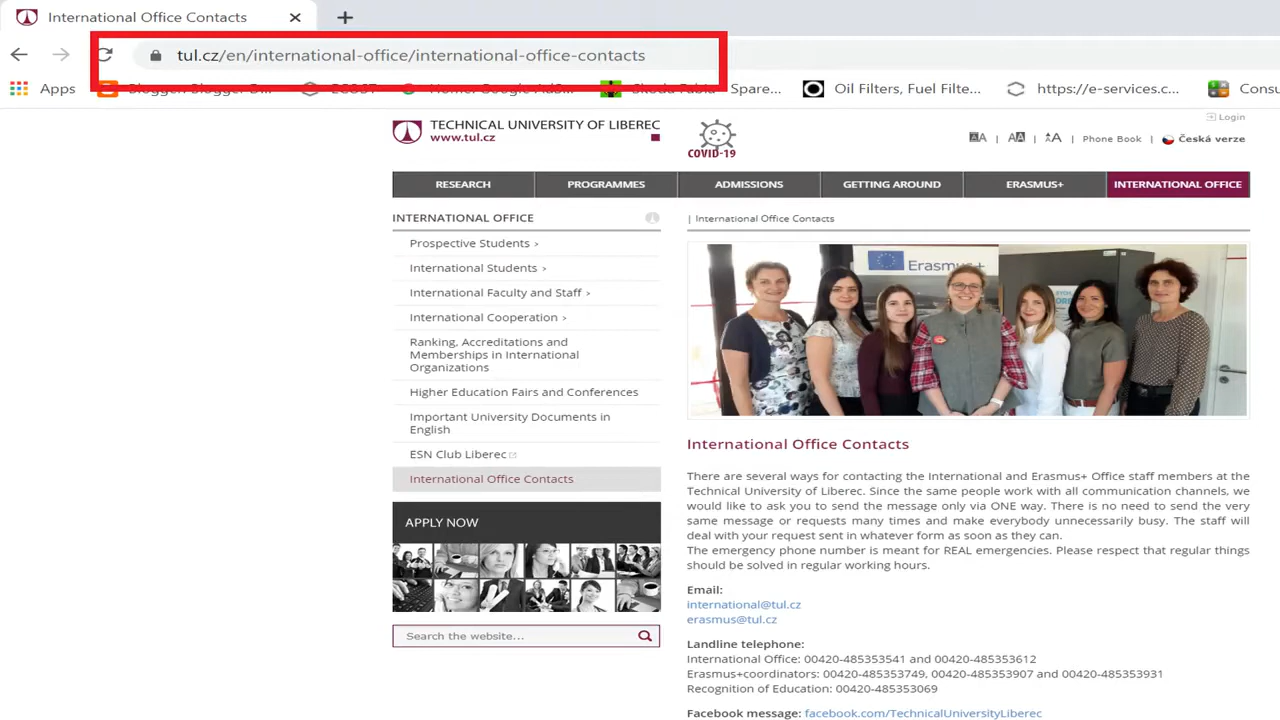 International Office Contacts
tul.cz/en/international-office/international-office-contacts
Apps
Spare...
Oil Filters, Fuel Filte...
https://e-services.c...
Consu
Login
TECHNICAL UNIVERSITY OF LIBEREC
www.tul.cz
COVID-19
AA | AA | AA | Phone Book | Česká verze
RESEARCH PROGRAMMES ADMISSIONS GETTING AROUND ERASMUS+ INTERNATIONAL OFFICE
INTERNATIONAL OFFICE
Prospective Students >
International Students >
International Faculty and Staff >
International Cooperation >
Ranking, Accreditations and
Memberships in International
Organizations
Higher Education Fairs and Conferences
Important University Documents in
English
ESN Club Liberec
International Office Contacts
APPLY NOW
Search the website...
| International Office Contacts
Erasmus+
International Office Contacts
There are several ways for contacting the International and Erasmus+ Office staff members at the
Technical University of Liberec. Since the same people work with all communication channels, we
would like to ask you to send the message only via ONE way. There is no need to send the very
same message or requests many times and make everybody unnecessarily busy. The staff will
deal with your request sent in whatever form as soon as they can.
The emergency phone number is meant for REAL emergencies. Please respect that regular things
should be solved in regular working hours.
Email:
international@tul.cz
erasmus@tul.cz
Landline telephone:
International Office: 00420-485353541 and 00420-485353612
Erasmus+coordinators: 00420-485353749, 00420-485353907 and 00420-485353931
Recognition of Education: 00420-485353069
Facebook message: facebook.com/TechnicalUniversityLiberec